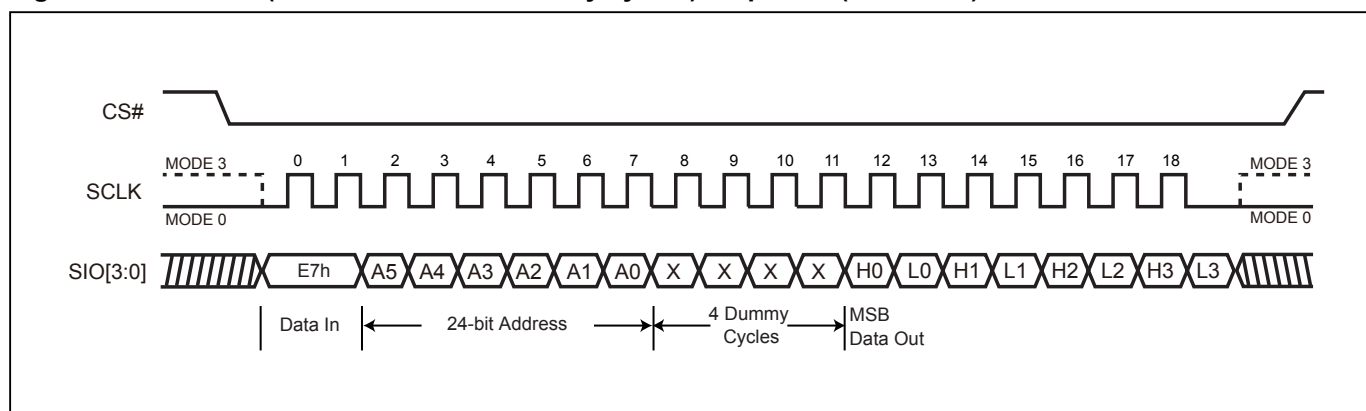 CS#
MODE 3 0 1 2 3 4 5 6 7 8 9 10 11 12 13 14 15 16 17 18 MODE 3
SCLK
MODE 0 MODE 0
SIO[3:0] E7h A5 A4 A3 A2 A1 A0 X X X X H0 L0 H1 L1 H2 L2 H3 L3
Data In 24-bit Address 4 Dummy Cycles MSB
Data Out